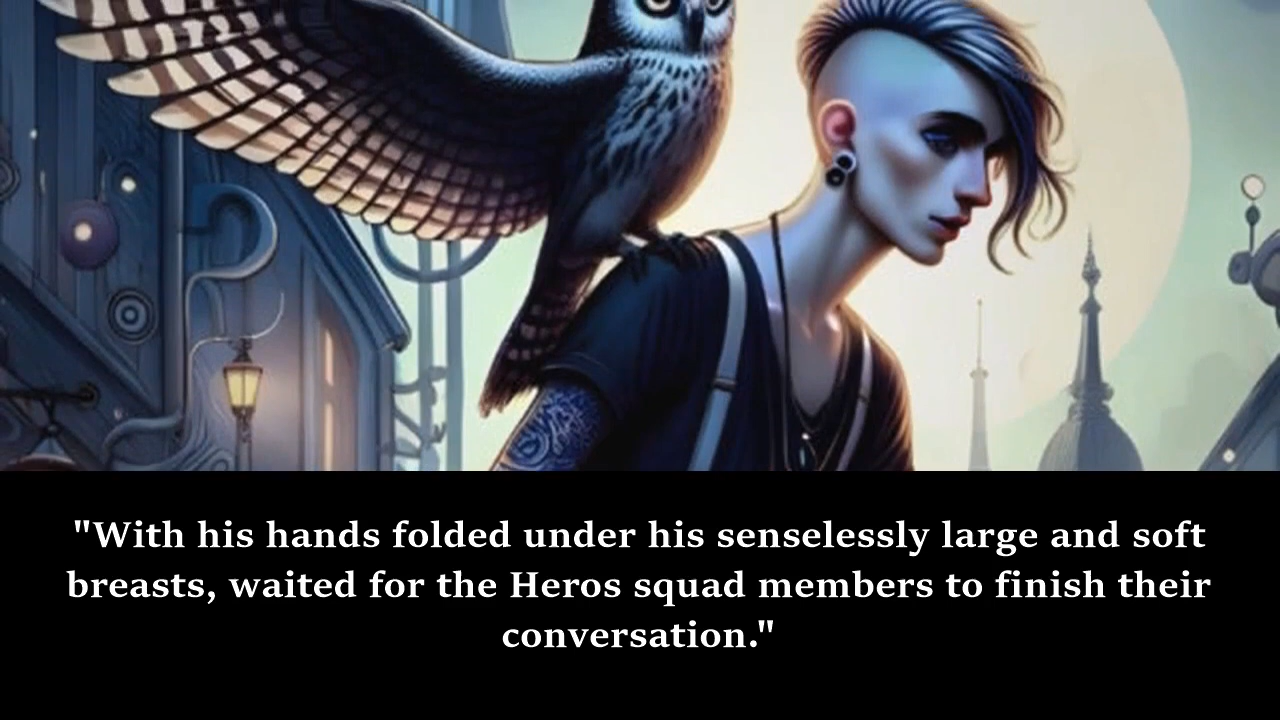 "With his hands folded under his senselessly large and soft
breasts, waited for the Heros squad members to finish their
conversation."